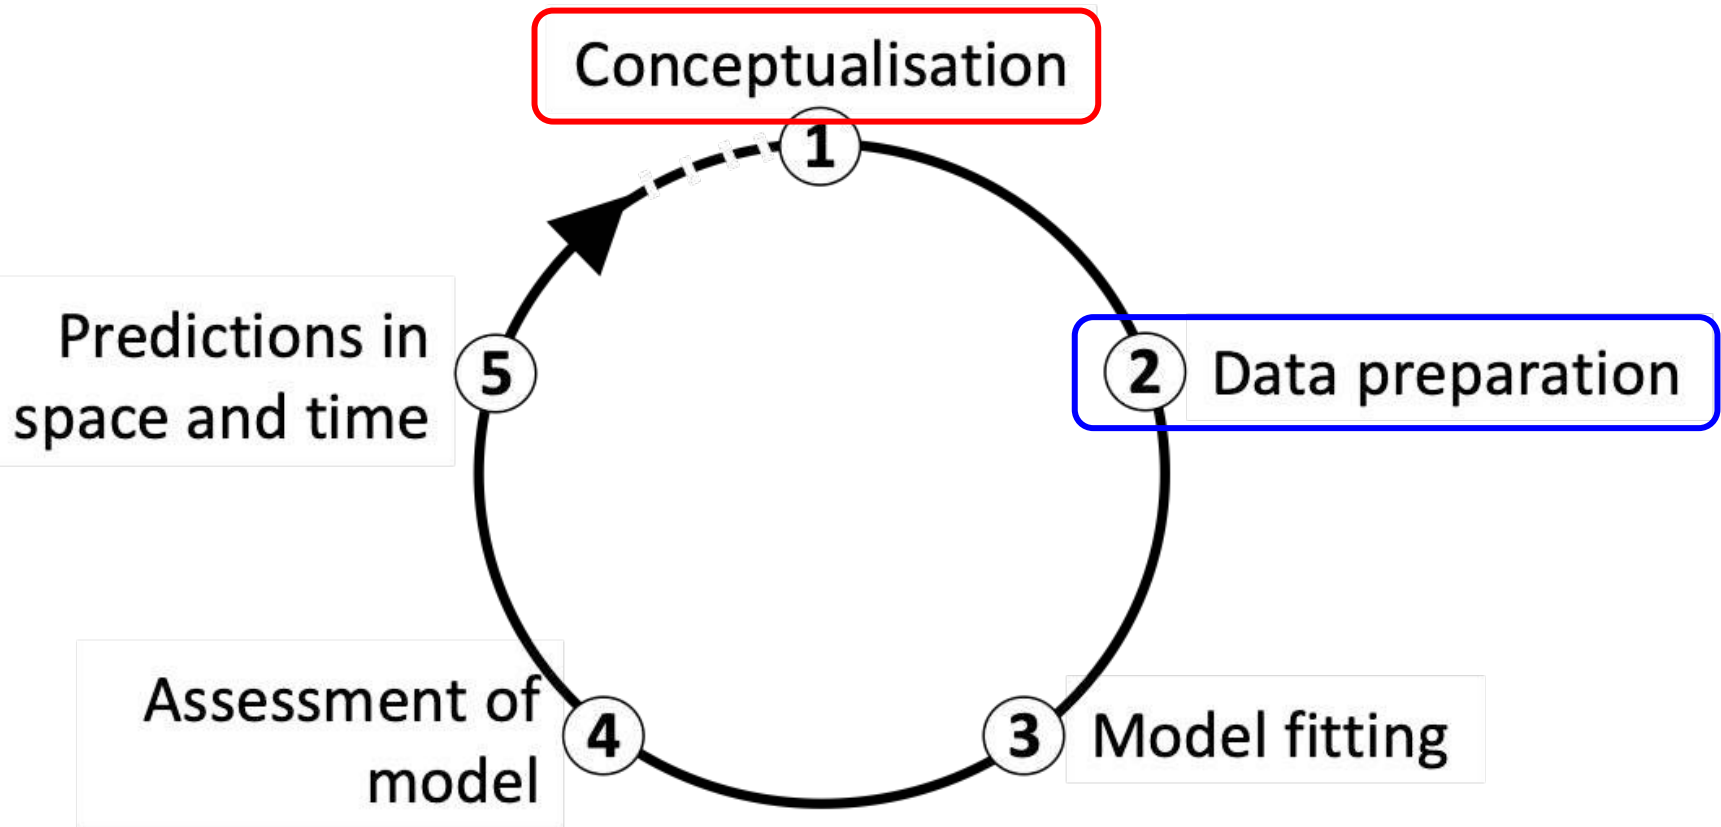 Conceptualisation
1
2
Data preparation
3
Model fitting
4
Assessment of
model
5
Predictions in
space and time